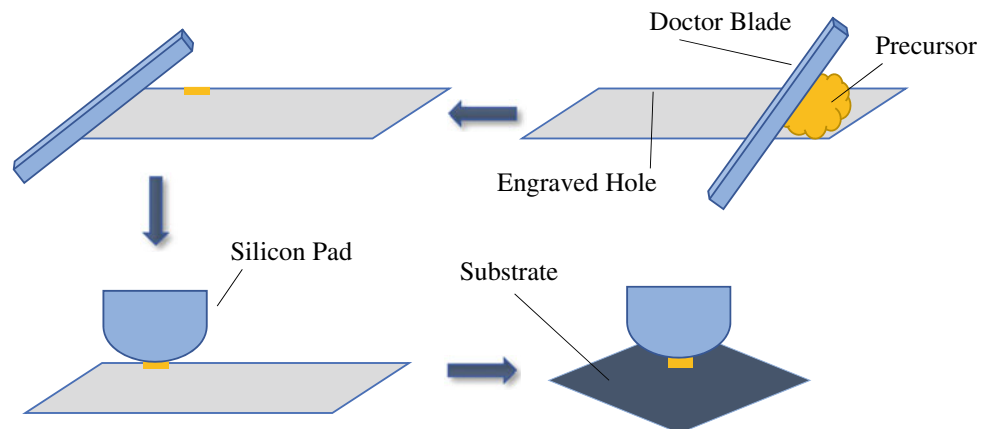 Doctor Blade
Precursor
Engraved Hole
Silicon Pad
Substrate